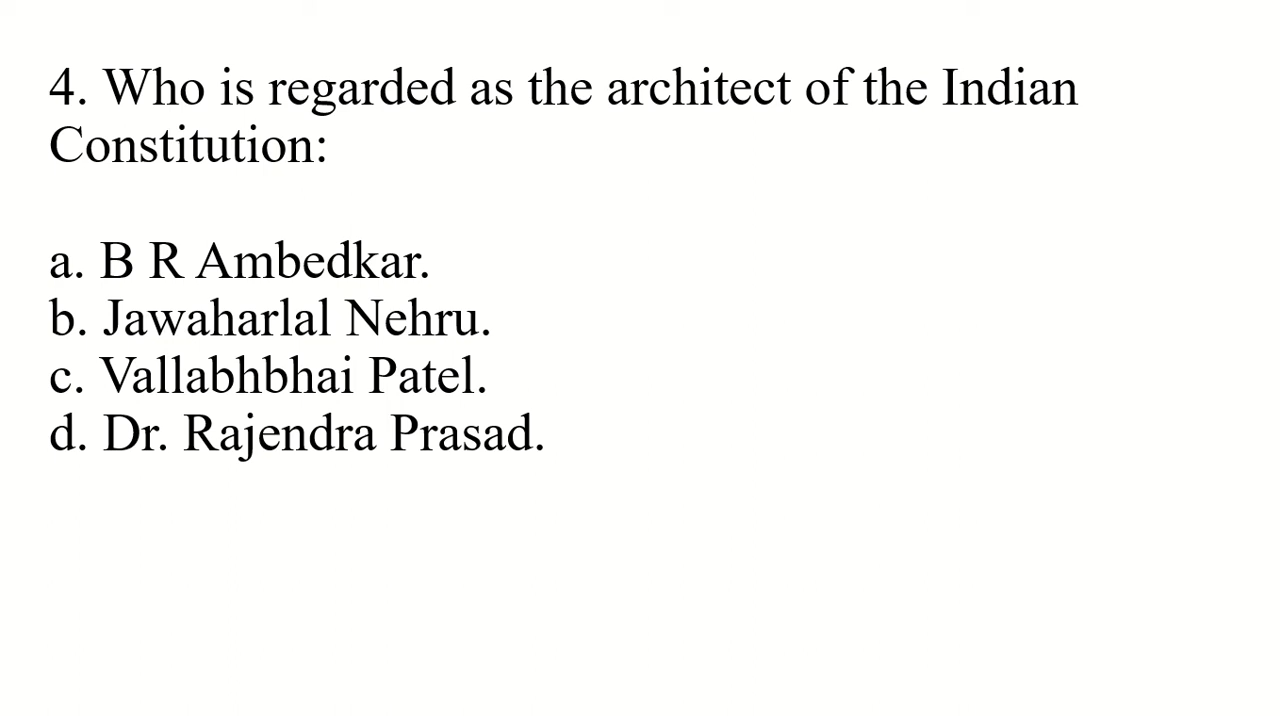 4. Who is regarded as the architect of the Indian
Constitution:
a. B R Ambedkar.
b. Jawaharlal Nehru.
c. Vallabhbhai Patel.
d. Dr. Rajendra Prasad.